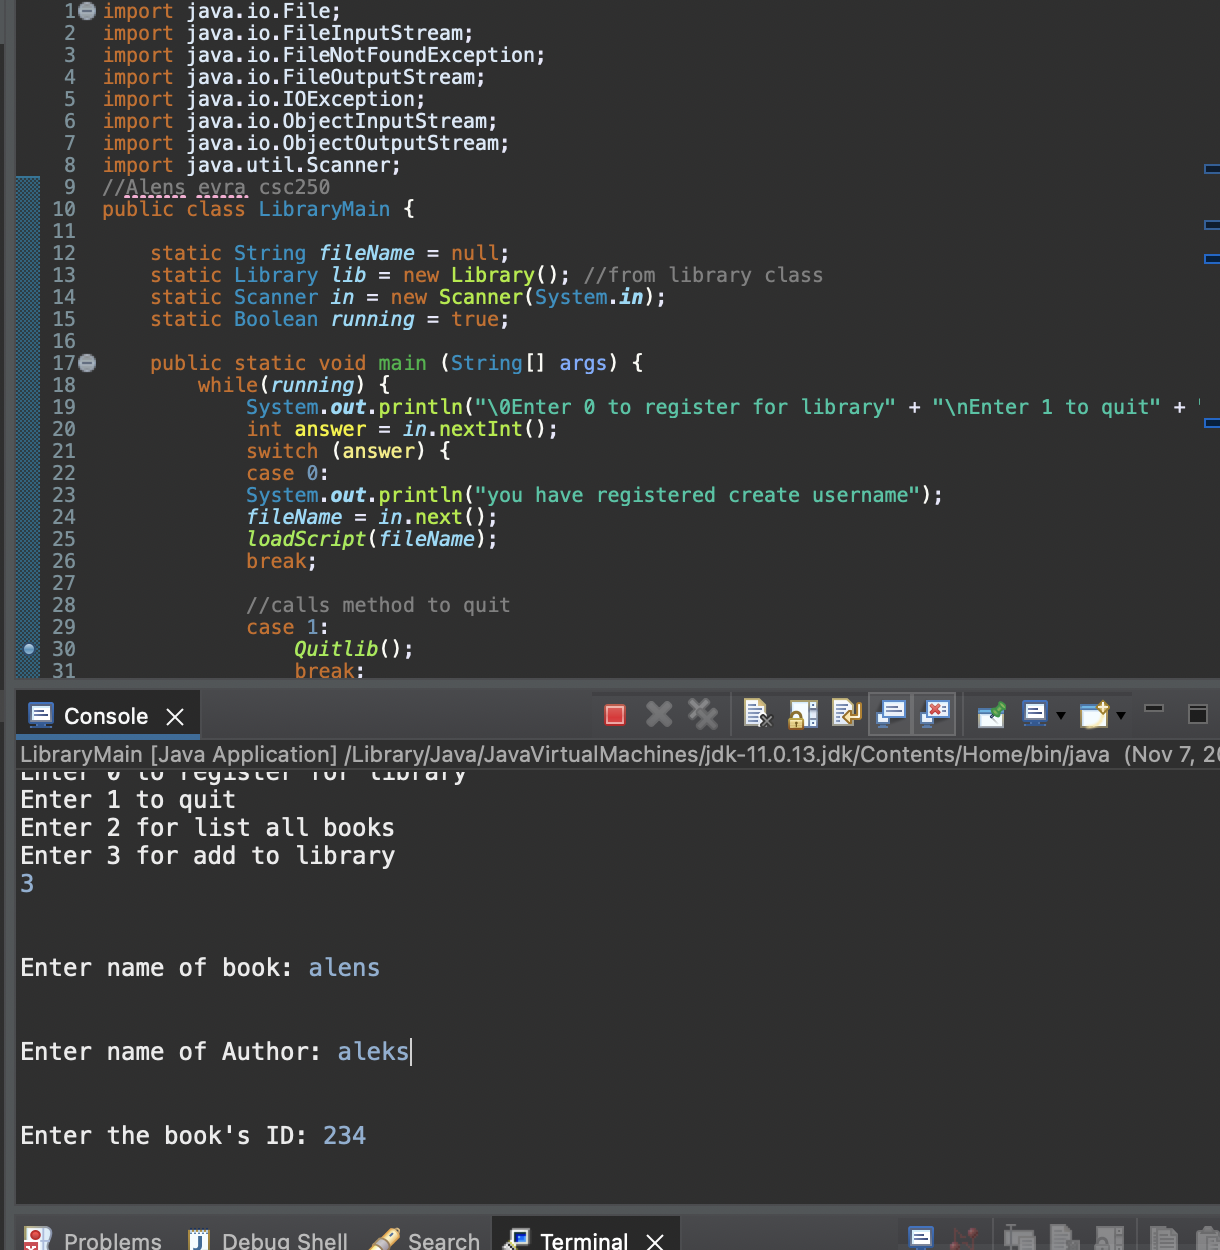 1 import java.io.File;
2 import java.io.FileInputStream;
3 import java.io.FileNotFoundException;
4 import java.io.FileOutputStream;
5 import java.io.IOException;
6 import java.io.ObjectInputStream;
7 import java.io.ObjectOutputStream;
8 import java.util.Scanner;
9 //Alens evra csc250
10 public class LibraryMain {
11
12 static String fileName = null;
13 static Library lib = new Library(); //from library class
14 static Scanner in = new Scanner(System.in);
15 static Boolean running = true;
16
17 public static void main (String[] args) {
18 while(running) {
19 System.out.println("\0Enter 0 to register for library" + "\nEnter 1 to quit" + "
20 int answer = in.nextInt();
21 switch (answer) {
22 case 0:
23 System.out.println("you have registered create username");
24 fileName = in.next();
25 loadScript(fileName);
26 break;
27
28 //calls method to quit
29 case 1:
30 Quitlib();
31 break;
Console
LibraryMain [Java Application] /Library/Java/JavaVirtualMachines/jdk-11.0.13.jdk/Contents/Home/bin/java (Nov 7, 20
Enter 0 to register for library
Enter 1 to quit
Enter 2 for list all books
Enter 3 for add to library
3
Enter name of book: alens
Enter name of Author: aleks
Enter the book's ID: 234
Problems Debug Shell Search Terminal